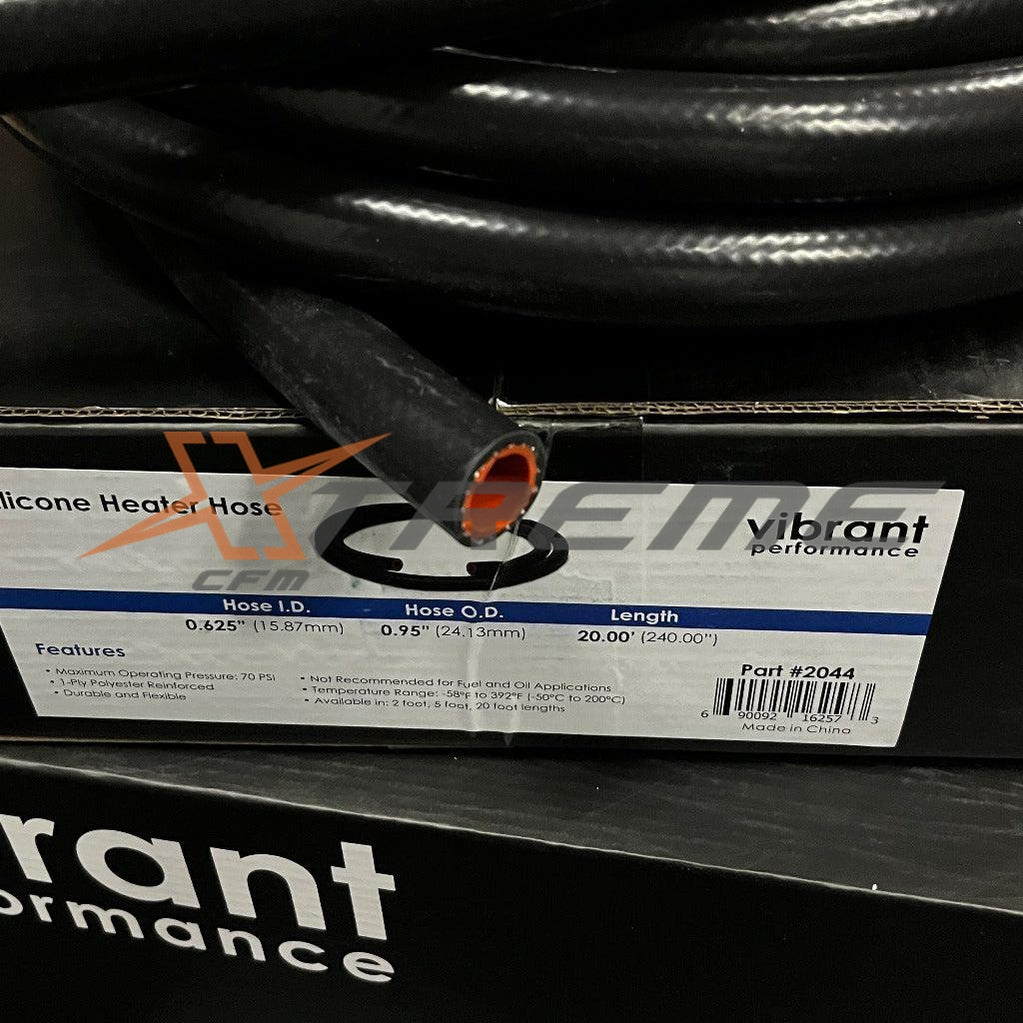 licone Heater Hose
XTREME
CFM
vibrant
performance
Hose I.D. Hose O.D. Length
0.625" (15.87mm) 0.95" (24.13mm) 20.00' (240.00")
Features
• Maximum Operating Pressure: 70 PSI
• 1-Ply Polyester Reinforced
• Durable and Flexible
• Not Recommended for Fuel and Oil Applications
• Temperature Range: -58°F to 392°F (-50°C to 200°C)
• Available in: 2 foot, 5 foot, 20 foot lengths
Part #2044
6 90092 16257 3
Made in China
rant
ormance